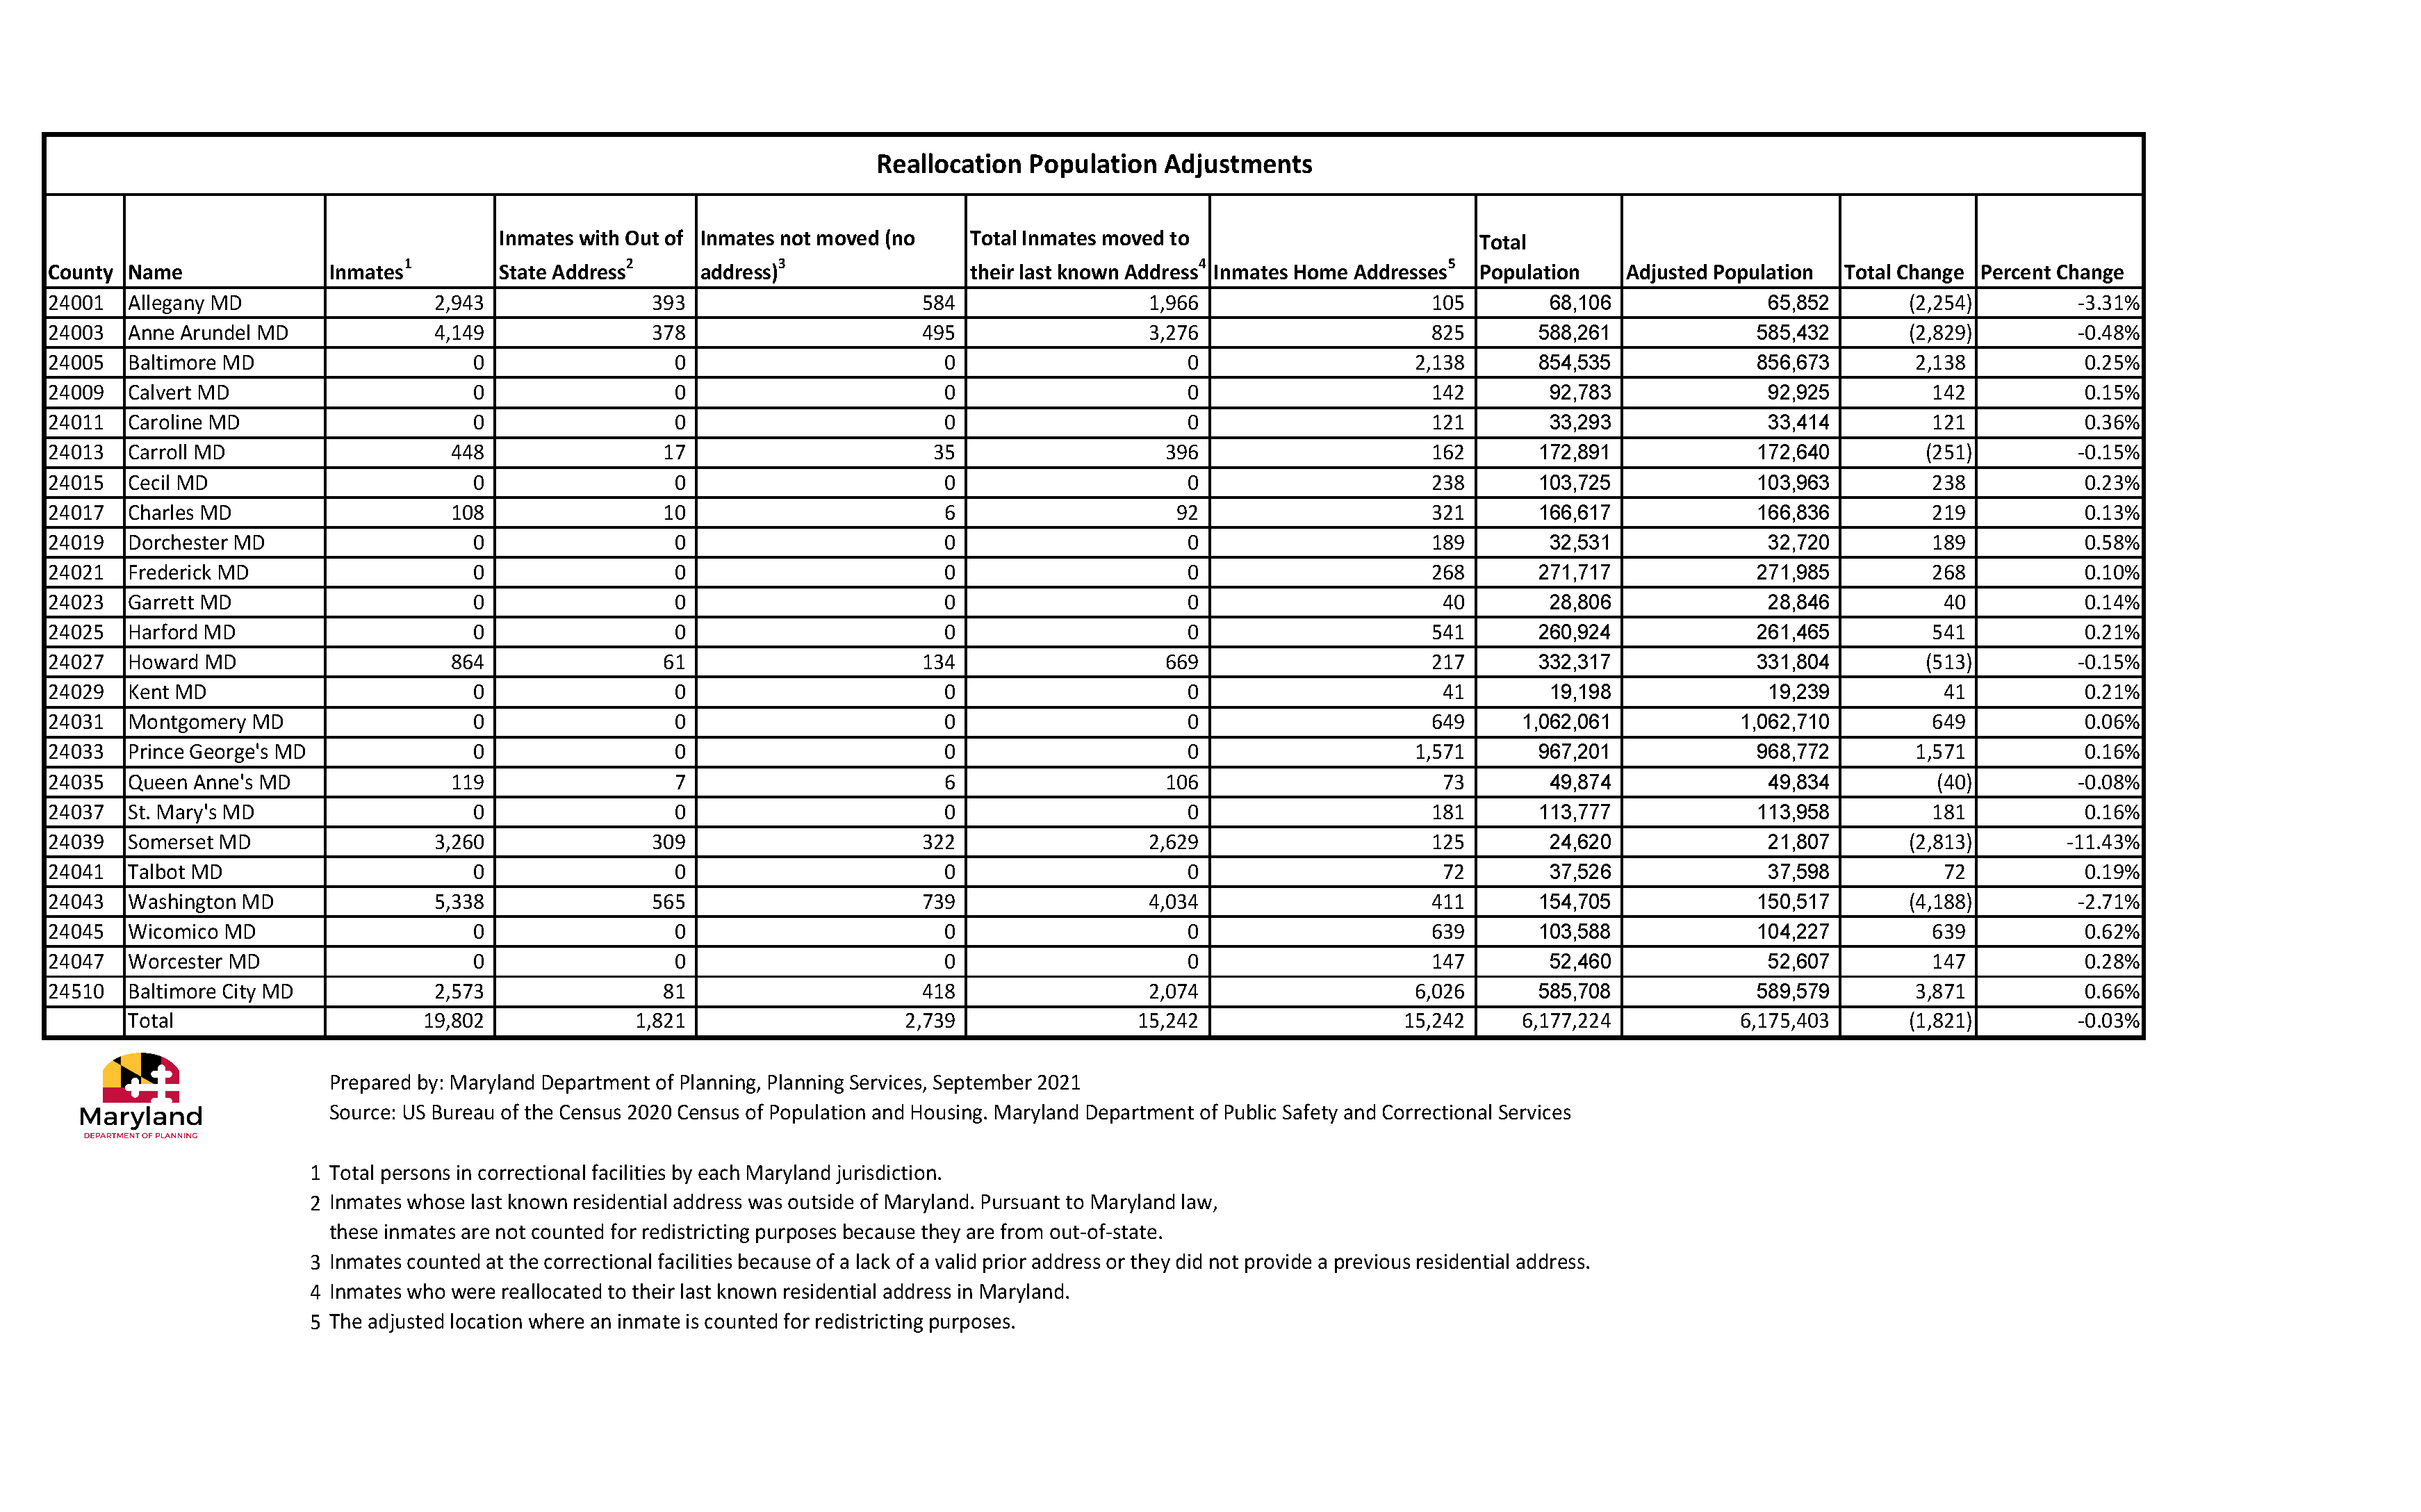 Reallocation Population Adjustments
County Name Inmates1 Inmates with Out of State Address2 Inmates not moved (no address)3 Total Inmates moved to their last known Address4 Inmates Home Addresses5 Total Population Adjusted Population Total Change Percent Change
24001 Allegany MD 2,943 393 584 1,966 105 68,106 65,852 (2,254) -3.31%
24003 Anne Arundel MD 4,149 378 495 3,276 825 588,261 585,432 (2,829) -0.48%
24005 Baltimore MD 0 0 0 0 2,138 854,535 856,673 2,138 0.25%
24009 Calvert MD 0 0 0 0 142 92,783 92,925 142 0.15%
24011 Caroline MD 0 0 0 0 121 33,293 33,414 121 0.36%
24013 Carroll MD 448 17 35 396 162 172,891 172,640 (251) -0.15%
24015 Cecil MD 0 0 0 0 238 103,725 103,963 238 0.23%
24017 Charles MD 108 10 6 92 321 166,617 166,836 219 0.13%
24019 Dorchester MD 0 0 0 0 189 32,531 32,720 189 0.58%
24021 Frederick MD 0 0 0 0 268 271,717 271,985 268 0.10%
24023 Garrett MD 0 0 0 0 40 28,806 28,846 40 0.14%
24025 Harford MD 0 0 0 0 541 260,924 261,465 541 0.21%
24027 Howard MD 864 61 134 669 217 332,317 331,804 (513) -0.15%
24029 Kent MD 0 0 0 0 41 19,198 19,239 41 0.21%
24031 Montgomery MD 0 0 0 0 649 1,062,061 1,062,710 649 0.06%
24033 Prince George's MD 0 0 0 0 1,571 967,201 968,772 1,571 0.16%
24035 Queen Anne's MD 119 7 6 106 73 49,874 49,834 (40) -0.08%
24037 St. Mary's MD 0 0 0 0 181 113,777 113,958 181 0.16%
24039 Somerset MD 3,260 309 322 2,629 125 24,620 21,807 (2,813) -11.43%
24041 Talbot MD 0 0 0 0 72 37,526 37,598 72 0.19%
24043 Washington MD 5,338 565 739 4,034 411 154,705 150,517 (4,188) -2.71%
24045 Wicomico MD 0 0 0 0 639 103,588 104,227 639 0.62%
24047 Worcester MD 0 0 0 0 147 52,460 52,607 147 0.28%
24510 Baltimore City MD 2,573 81 418 2,074 6,026 585,708 589,579 3,871 0.66%
Total 19,802 1,821 2,739 15,242 15,242 6,177,224 6,175,403 (1,821) -0.03%
Maryland
DEPARTMENT OF PLANNING
Prepared by: Maryland Department of Planning, Planning Services, September 2021
Source: US Bureau of the Census 2020 Census of Population and Housing. Maryland Department of Public Safety and Correctional Services
1 Total persons in correctional facilities by each Maryland jurisdiction.
2 Inmates whose last known residential address was outside of Maryland. Pursuant to Maryland law,
these inmates are not counted for redistricting purposes because they are from out-of-state.
3 Inmates counted at the correctional facilities because of a lack of a valid prior address or they did not provide a previous residential address.
4 Inmates who were reallocated to their last known residential address in Maryland.
5 The adjusted location where an inmate is counted for redistricting purposes.